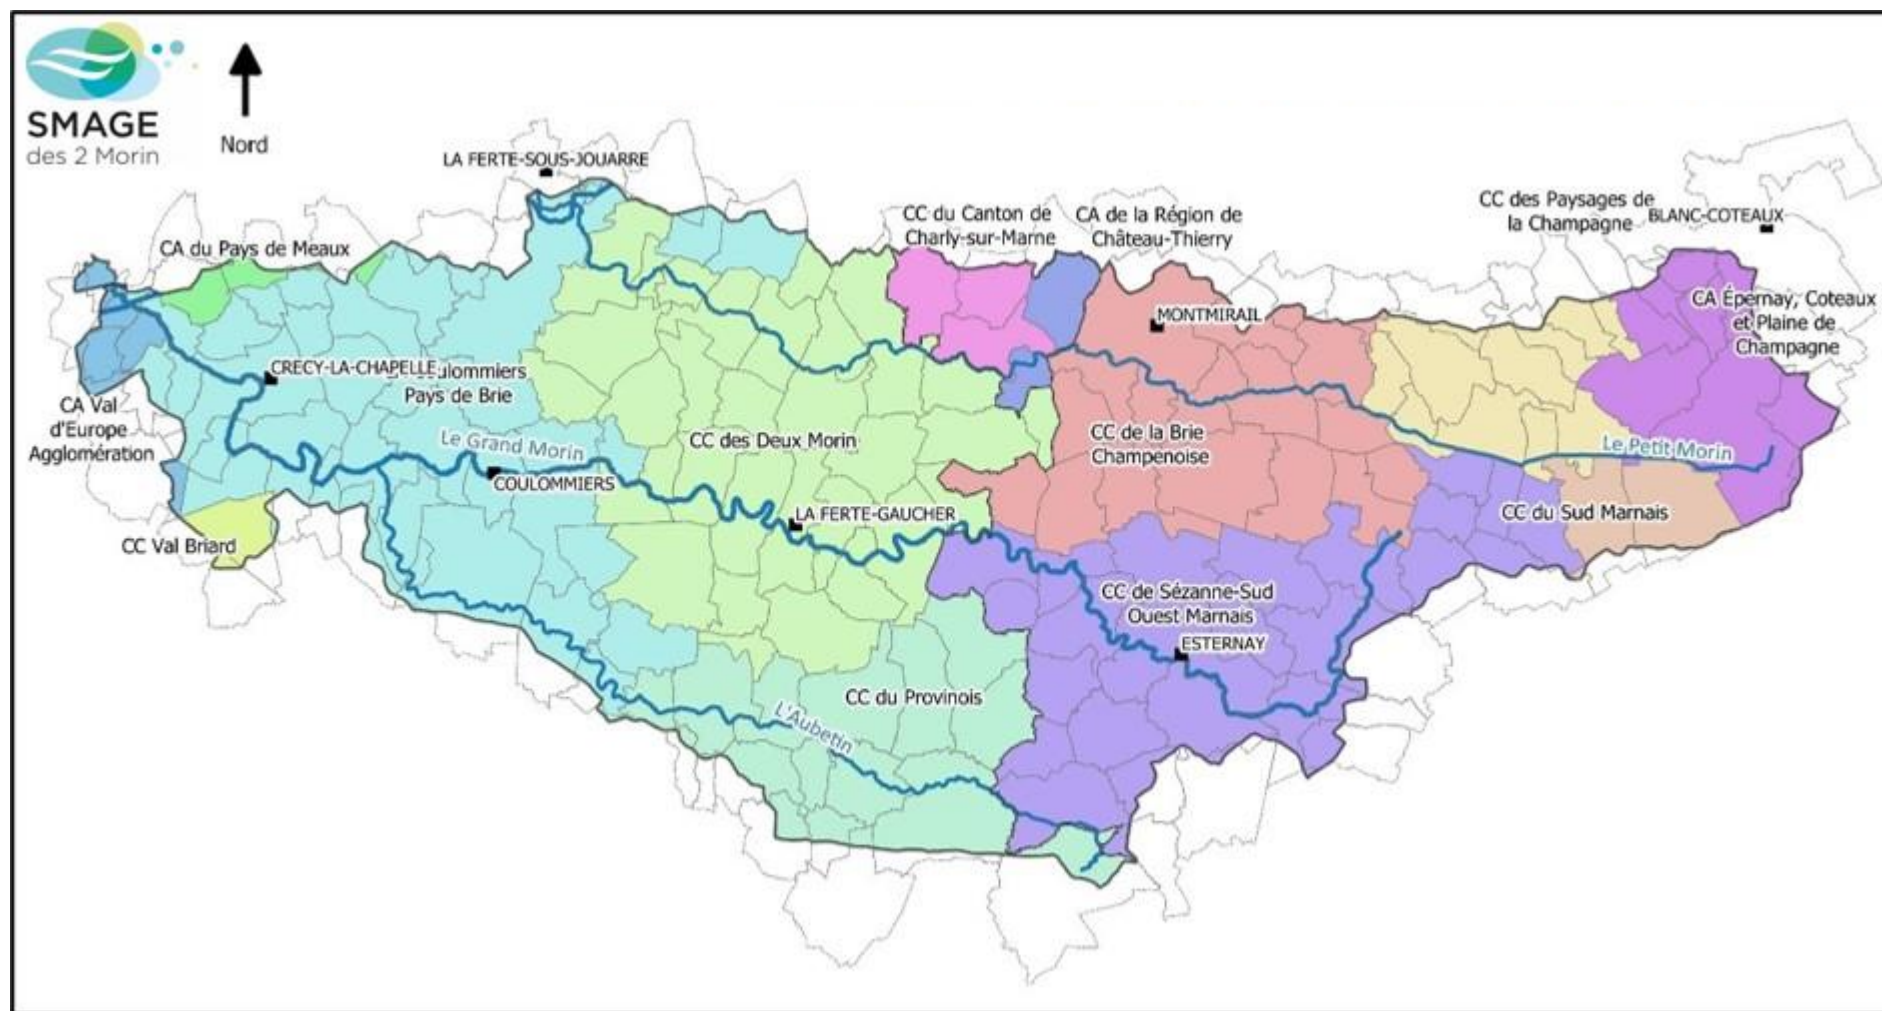 SMAGE
des 2 Morin
Nord
LA FERTE-SOUS-JOUARRE
CA du Pays de Meaux
CC du Canton de
Charly-sur-Marne
CA de la Région de
Château-Thierry
CC des Paysages de
la Champagne
BLANC-COTEAUX
CA Épernay, Coteaux
et Plaine de
Champagne
MONTMIRAIL
CRECY-LA-CHAPELLE
Pays de Brie
CA Val
d'Europe
Agglomération
Le Grand Morin
CC des Deux Morin
CC de la Brie
Champenoise
Le Petit Morin
COULOMMIERS
LA FERTE-GAUCHER
CC du Sud Marnais
CC Val Briard
CC de Sézanne-Sud
Ouest Marnais
ESTERNAY
CC du Provinois
L'Aubetin